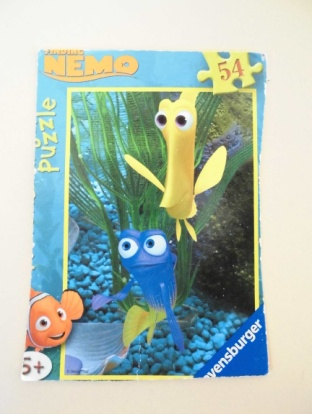 FINDING
NEMO
54
puzzle
5+
Ravensburger